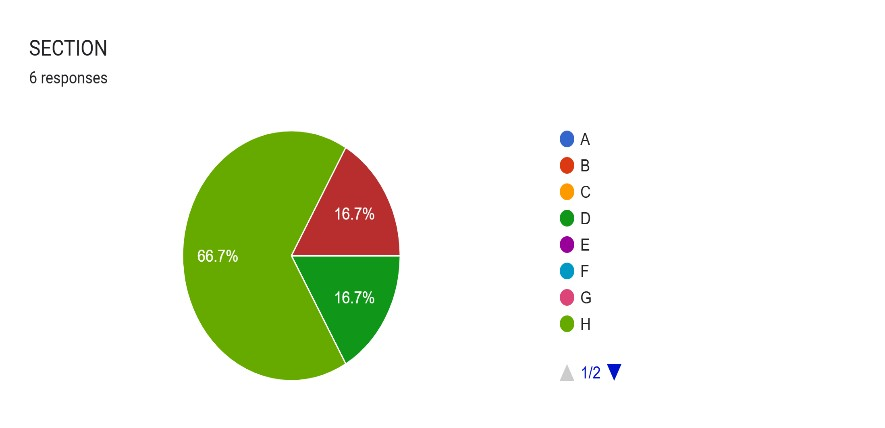 SECTION
6 responses
16.7%
66.7%
16.7%
A
B
C
D
E
F
G
H
1/2